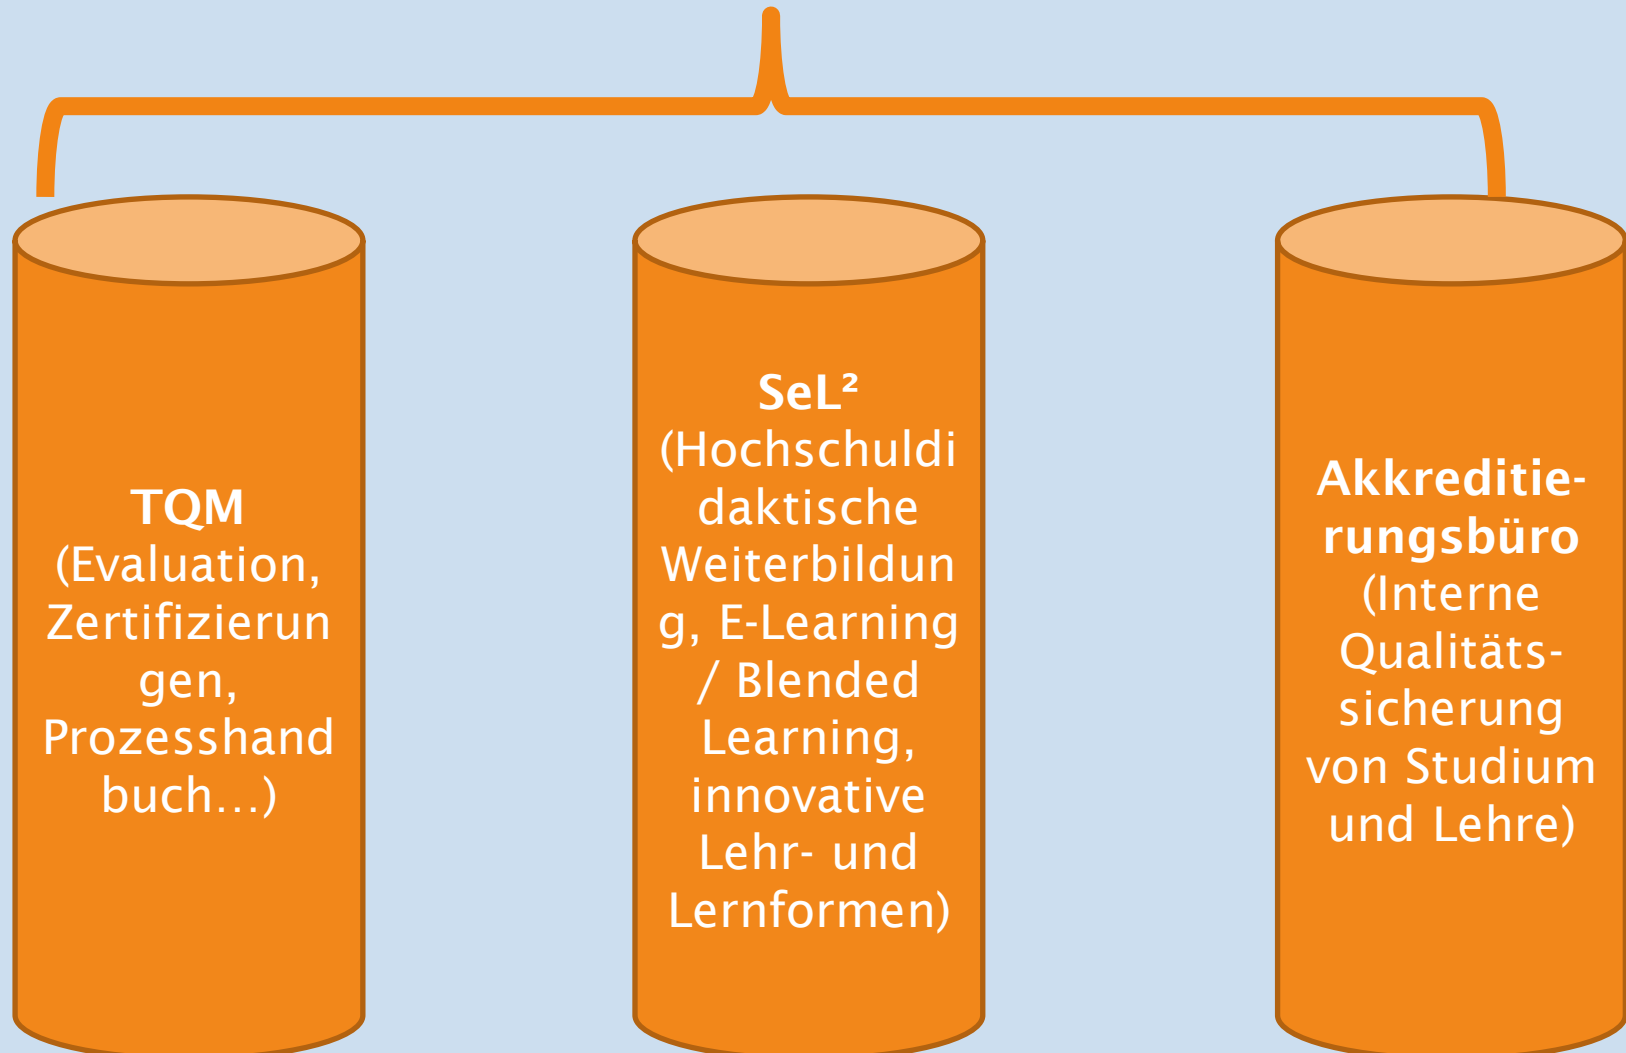 TQM
(Evaluation,
Zertifizierun
gen,
Prozesshand
buch…)
SeL²
(Hochschuldi
daktische
Weiterbildun
g, E-Learning
/ Blended
Learning,
innovative
Lehr- und
Lernformen)
Akkreditie-
rungsbüro
(Interne
Qualitäts-
sicherung
von Studium
und Lehre)